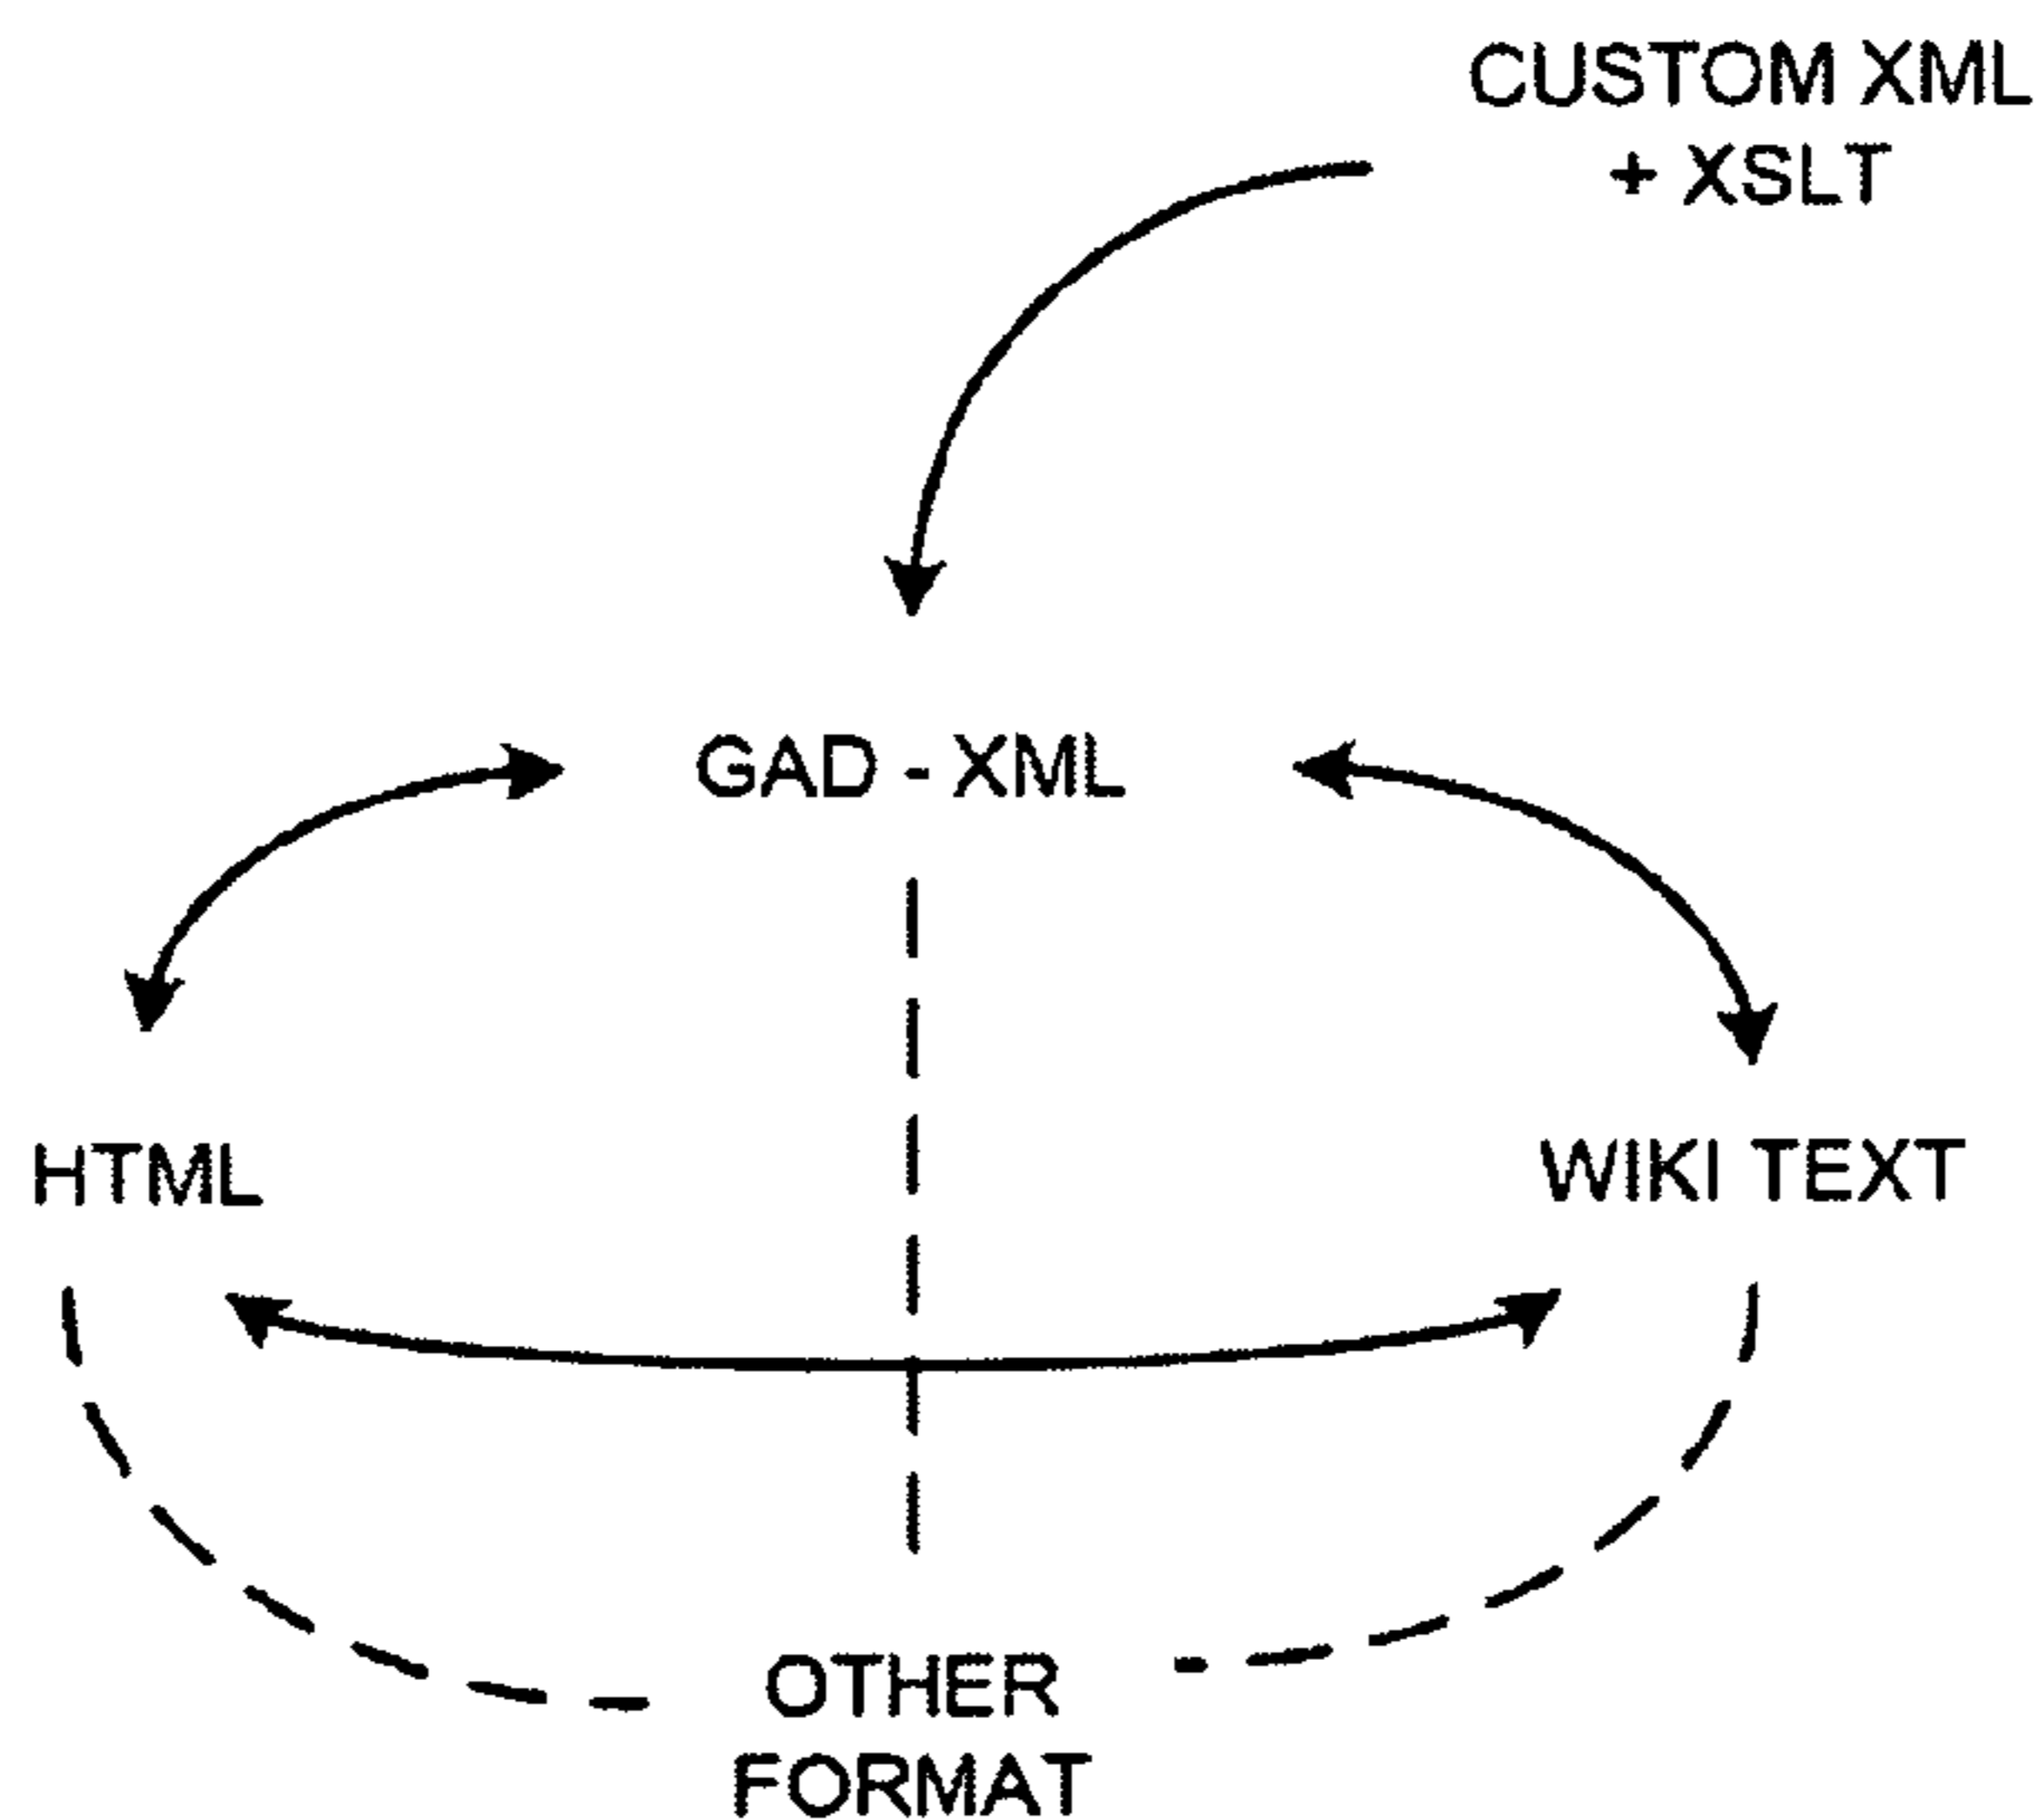 CUSTOM XML
+ XSLT
GAD - XML
HTML
WIKI TEXT
OTHER
FORMAT